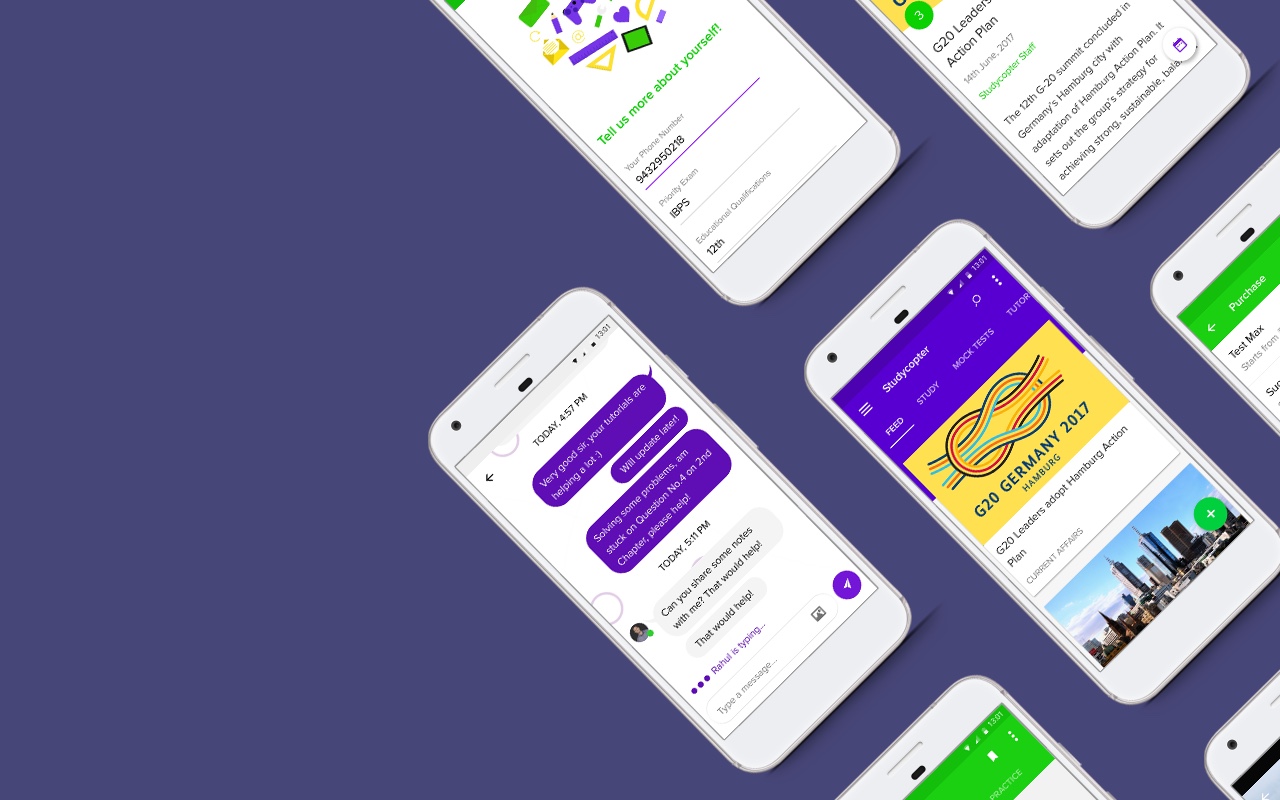 Tell us more about yourself!
Your Phone Number
9432950218
Priority Exam
IBPS
Educational Qualifications
12th
3
G20 Leaders
Action Plan
14th June, 2017
Studycopter Staff
The 12th G-20 summit concluded in
Germany's Hamburg city with
adaptation of Hamburg Action Plan. It
sets out the group's strategy for
achieving strong, sustainable,
13:01
TODAY, 4:57 PM
Very good sir, your tutorials are
helping a lot :)
Will update later!
Solving some problems, am
stuck on Question No.4 on 2nd
Chapter, please help!
TODAY, 5:11 PM
Can you share some notes
with me? That would help!
That would help!
Rahul is typing...
Type a message...
13:01
Studycopter
FEED
STUDY
MOCK TESTS
TUTOR
G20 GERMANY 2017
HAMBURG
G20 Leaders adopt Hamburg Action
Plan
CURRENT AFFAIRS
Purchase
Test Max
Starts from
13:01
PRACTICE